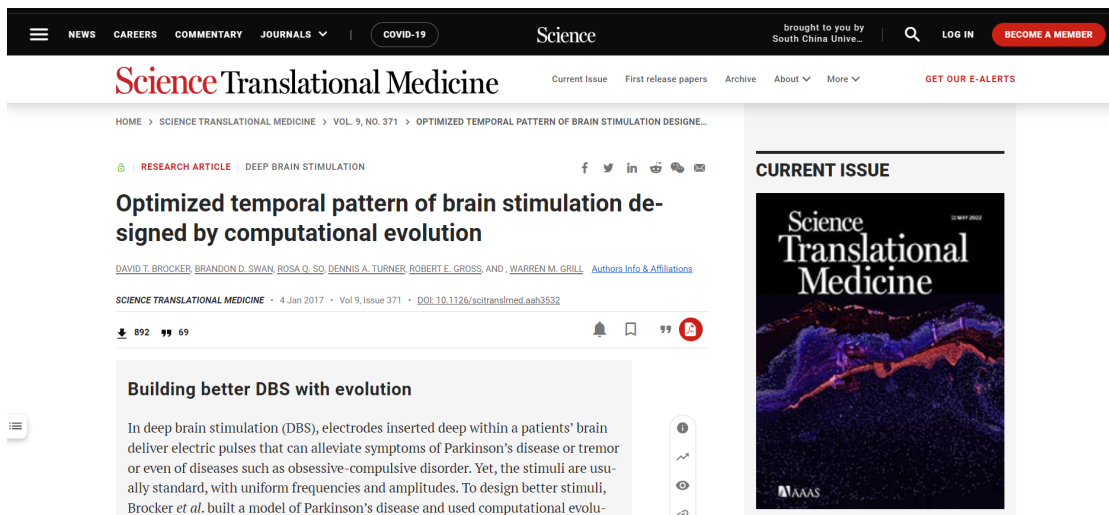 NEWS CAREERS COMMENTARY JOURNALS | COVID-19 Science brought to you by
South China Unive... LOG IN BECOME A MEMBER
Science Translational Medicine Current Issue First release papers Archive About More GET OUR E-ALERTS
HOME > SCIENCE TRANSLATIONAL MEDICINE > VOL. 9, NO. 371 > OPTIMIZED TEMPORAL PATTERN OF BRAIN STIMULATION DESIGNE...
RESEARCH ARTICLE | DEEP BRAIN STIMULATION
Optimized temporal pattern of brain stimulation de-
signed by computational evolution
DAVID T. BROCKER, BRANDON D. SWAN, ROSA Q. SO, DENNIS A. TURNER, ROBERT E. GROSS, AND , WARREN M. GRILL Authors Info & Affiliations
SCIENCE TRANSLATIONAL MEDICINE • 4 Jan 2017 • Vol 9, Issue 371 • DOI: 10.1126/scitranslmed.aah3532
892 69
Building better DBS with evolution
In deep brain stimulation (DBS), electrodes inserted deep within a patients' brain
deliver electric pulses that can alleviate symptoms of Parkinson's disease or tremor
or even of diseases such as obsessive-compulsive disorder. Yet, the stimuli are usu-
ally standard, with uniform frequencies and amplitudes. To design better stimuli,
Brocker et al. built a model of Parkinson's disease and used computational evolu-
CURRENT ISSUE
Science
Translational
Medicine
11 MAY 2022
AAAS